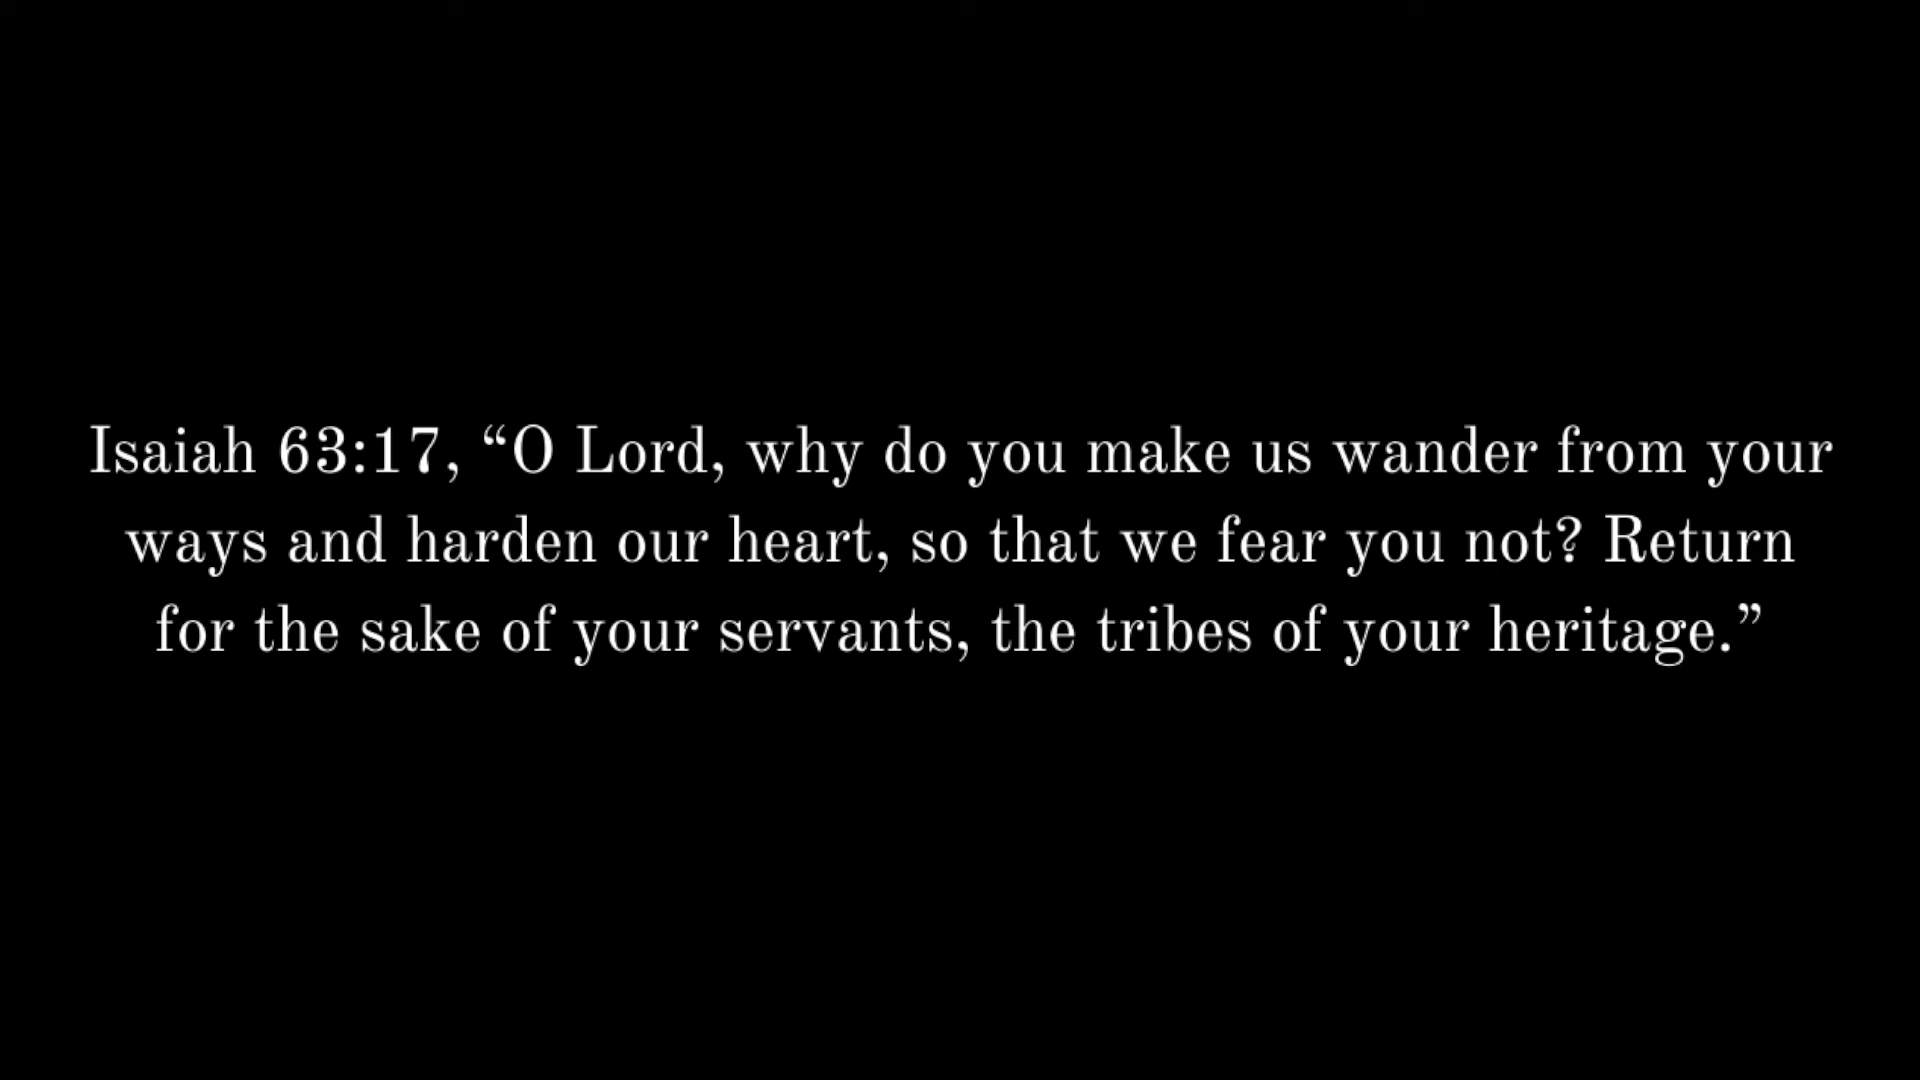 Isaiah 63:17, “O Lord, why do you make us wander from your
ways and harden our heart, so that we fear you not? Return
for the sake of your servants, the tribes of your heritage.”